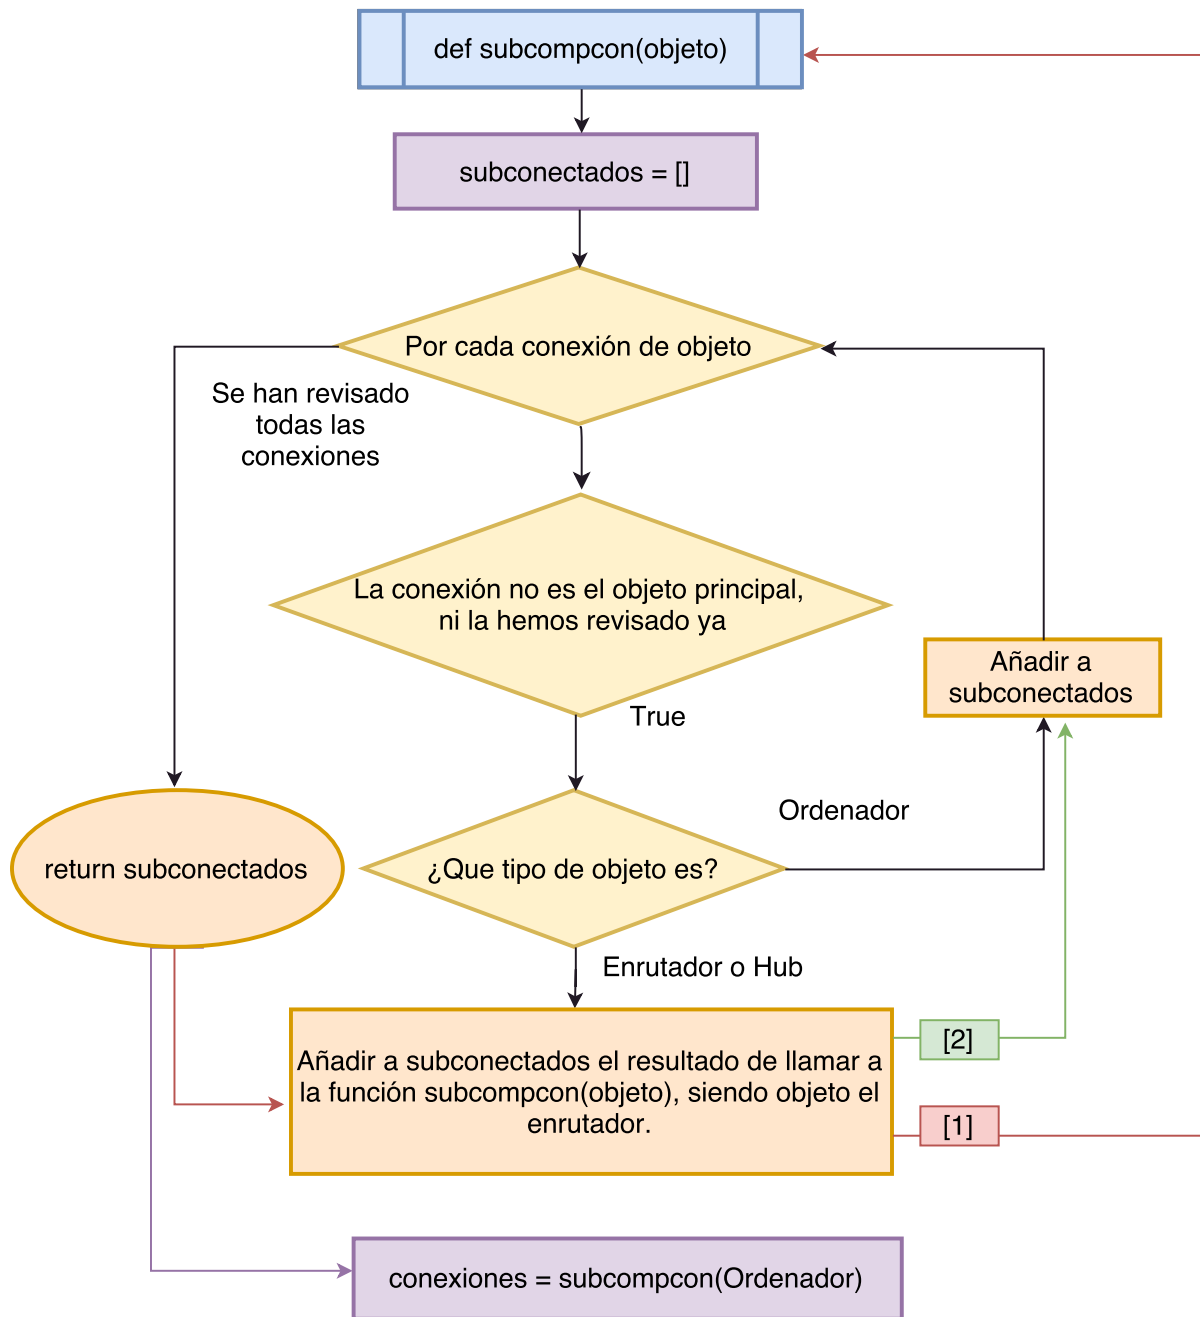 def subcompcon(objeto)
subconectados = []
Por cada conexión de objeto
Se han revisado
todas las
conexiones
La conexión no es el objeto principal,
ni la hemos revisado ya
True
Añadir a
subconectados
Ordenador
¿Que tipo de objeto es?
return subconectados
Enrutador o Hub
Añadir a subconectados el resultado de llamar a
la función subcompcon(objeto), siendo objeto el
enrutador.
[2]
[1]
conexiones = subcompcon(Ordenador)